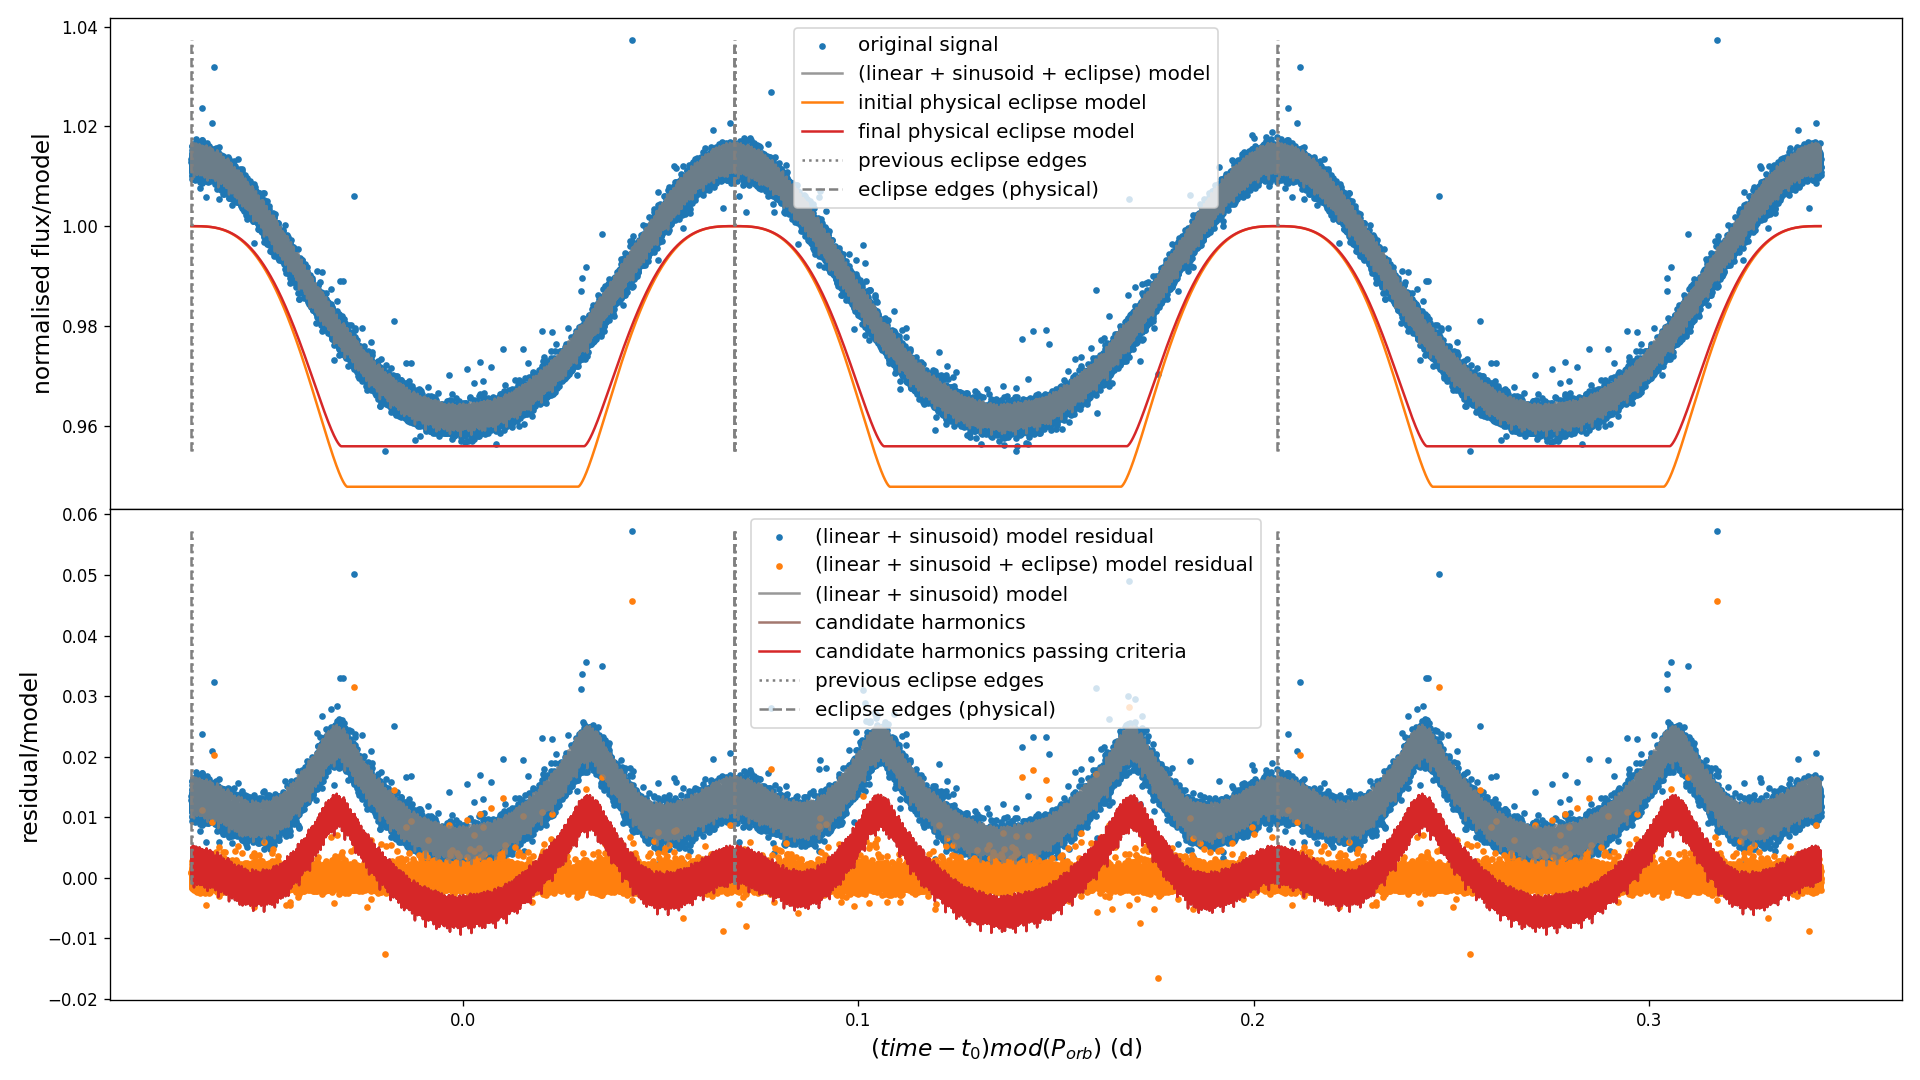 1.04
1.02
1.00
0.98
0.96
normalised flux/model
original signal
(linear + sinusoid + eclipse) model
initial physical eclipse model
final physical eclipse model
previous eclipse edges
eclipse edges (physical)
0.06
0.05
0.04
0.03
0.02
0.01
0.00
−0.01
−0.02
residual/model
(linear + sinusoid) model residual
(linear + sinusoid + eclipse) model residual
(linear + sinusoid) model
candidate harmonics
candidate harmonics passing criteria
previous eclipse edges
eclipse edges (physical)
0.0 0.1 0.2 0.3
(time − t₀)mod(P_orb) (d)